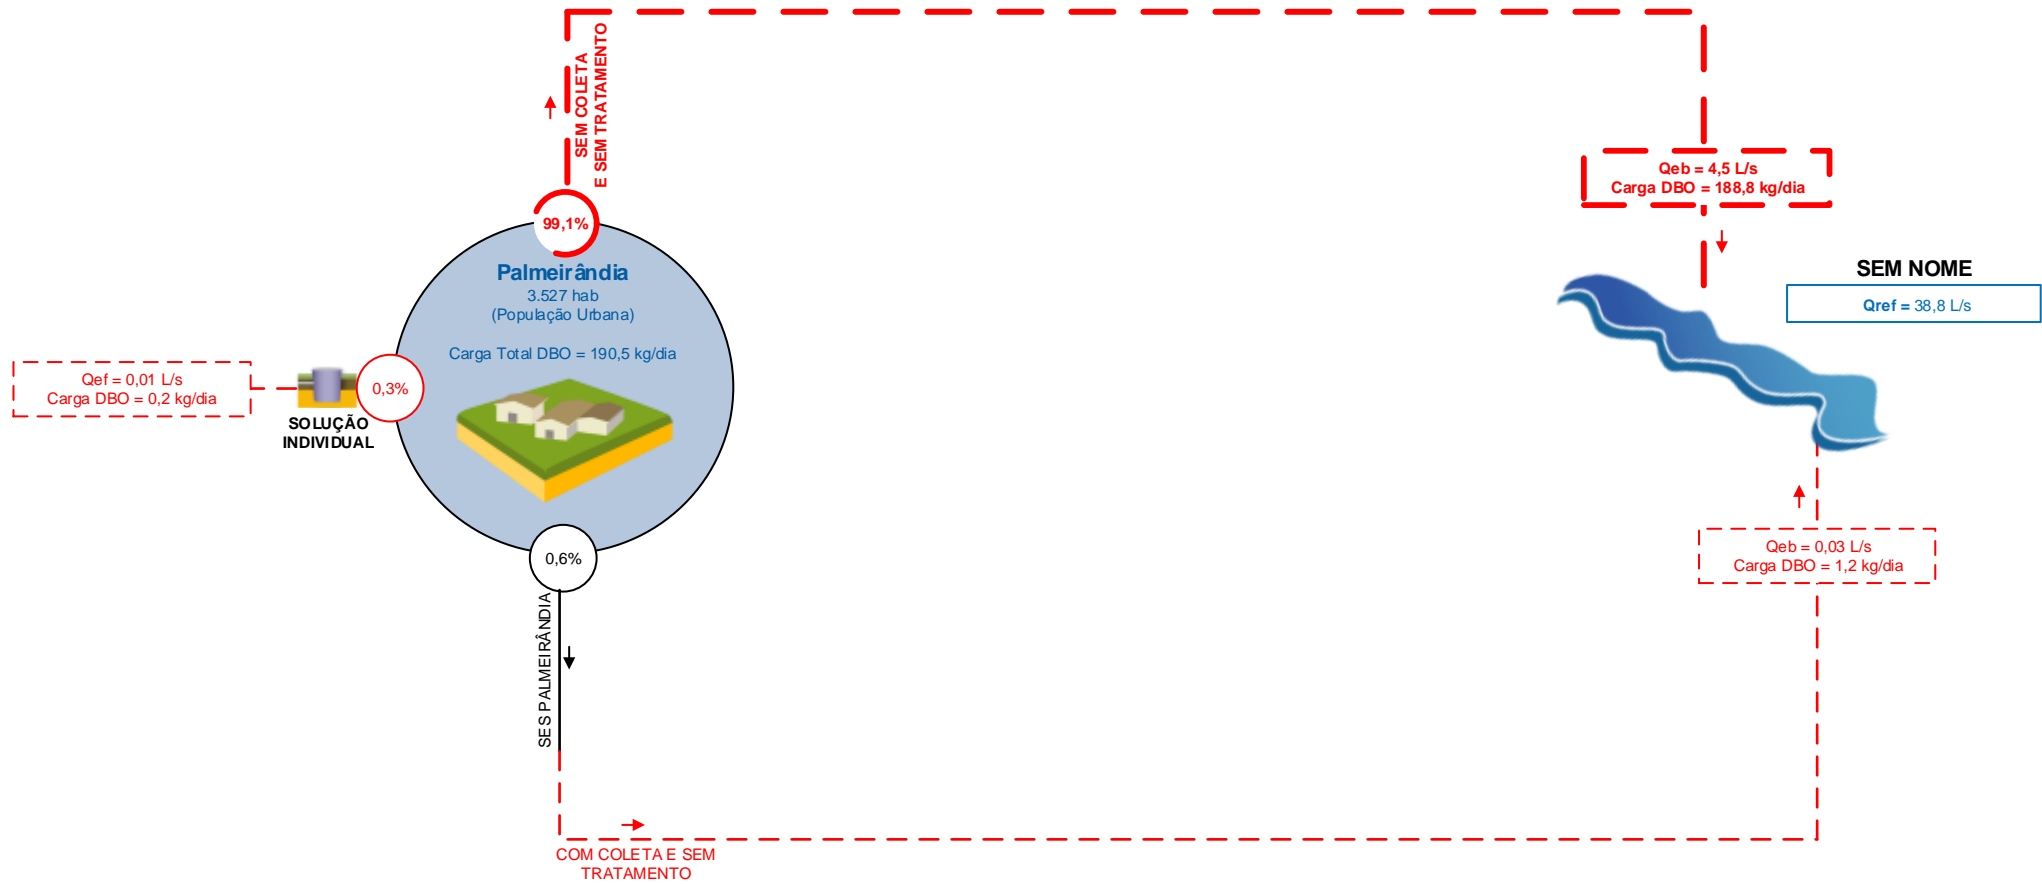 SEM COLETA
E SEM TRATAMENTO
Qeb = 4,5 L/s
Carga DBO = 188,8 kg/dia
99,1%
Palmeirândia
3.527 hab
(População Urbana)
Carga Total DBO = 190,5 kg/dia
SEM NOME
Qref = 38,8 L/s
Qef = 0,01 L/s
Carga DBO = 0,2 kg/dia
0,3%
SOLUÇÃO
INDIVIDUAL
0,6%
Qeb = 0,03 L/s
Carga DBO = 1,2 kg/dia
SES PALMEIRÂNDIA
COM COLETA E SEM
TRATAMENTO